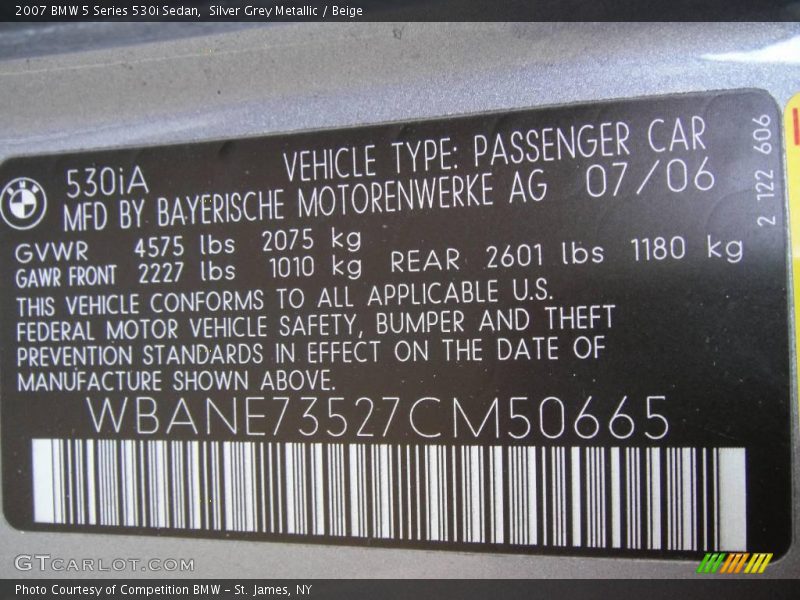 2007 BMW 5 Series 530i Sedan,  Silver Grey Metallic / Beige
BMW
530iA VEHICLE TYPE: PASSENGER CAR
MFD BY BAYERISCHE MOTORENWERKE AG 07/06
GVWR 4575 lbs 2075 kg
GAWR FRONT 2227 lbs 1010 kg REAR 2601 lbs 1180 kg
THIS VEHICLE CONFORMS TO ALL APPLICABLE U.S.
FEDERAL MOTOR VEHICLE SAFETY, BUMPER AND THEFT
PREVENTION STANDARDS IN EFFECT ON THE DATE OF
MANUFACTURE SHOWN ABOVE.
WBANE73527CM50665
2 122 606
GTCARLOT.COM
Photo Courtesy of Competition BMW – St. James, NY